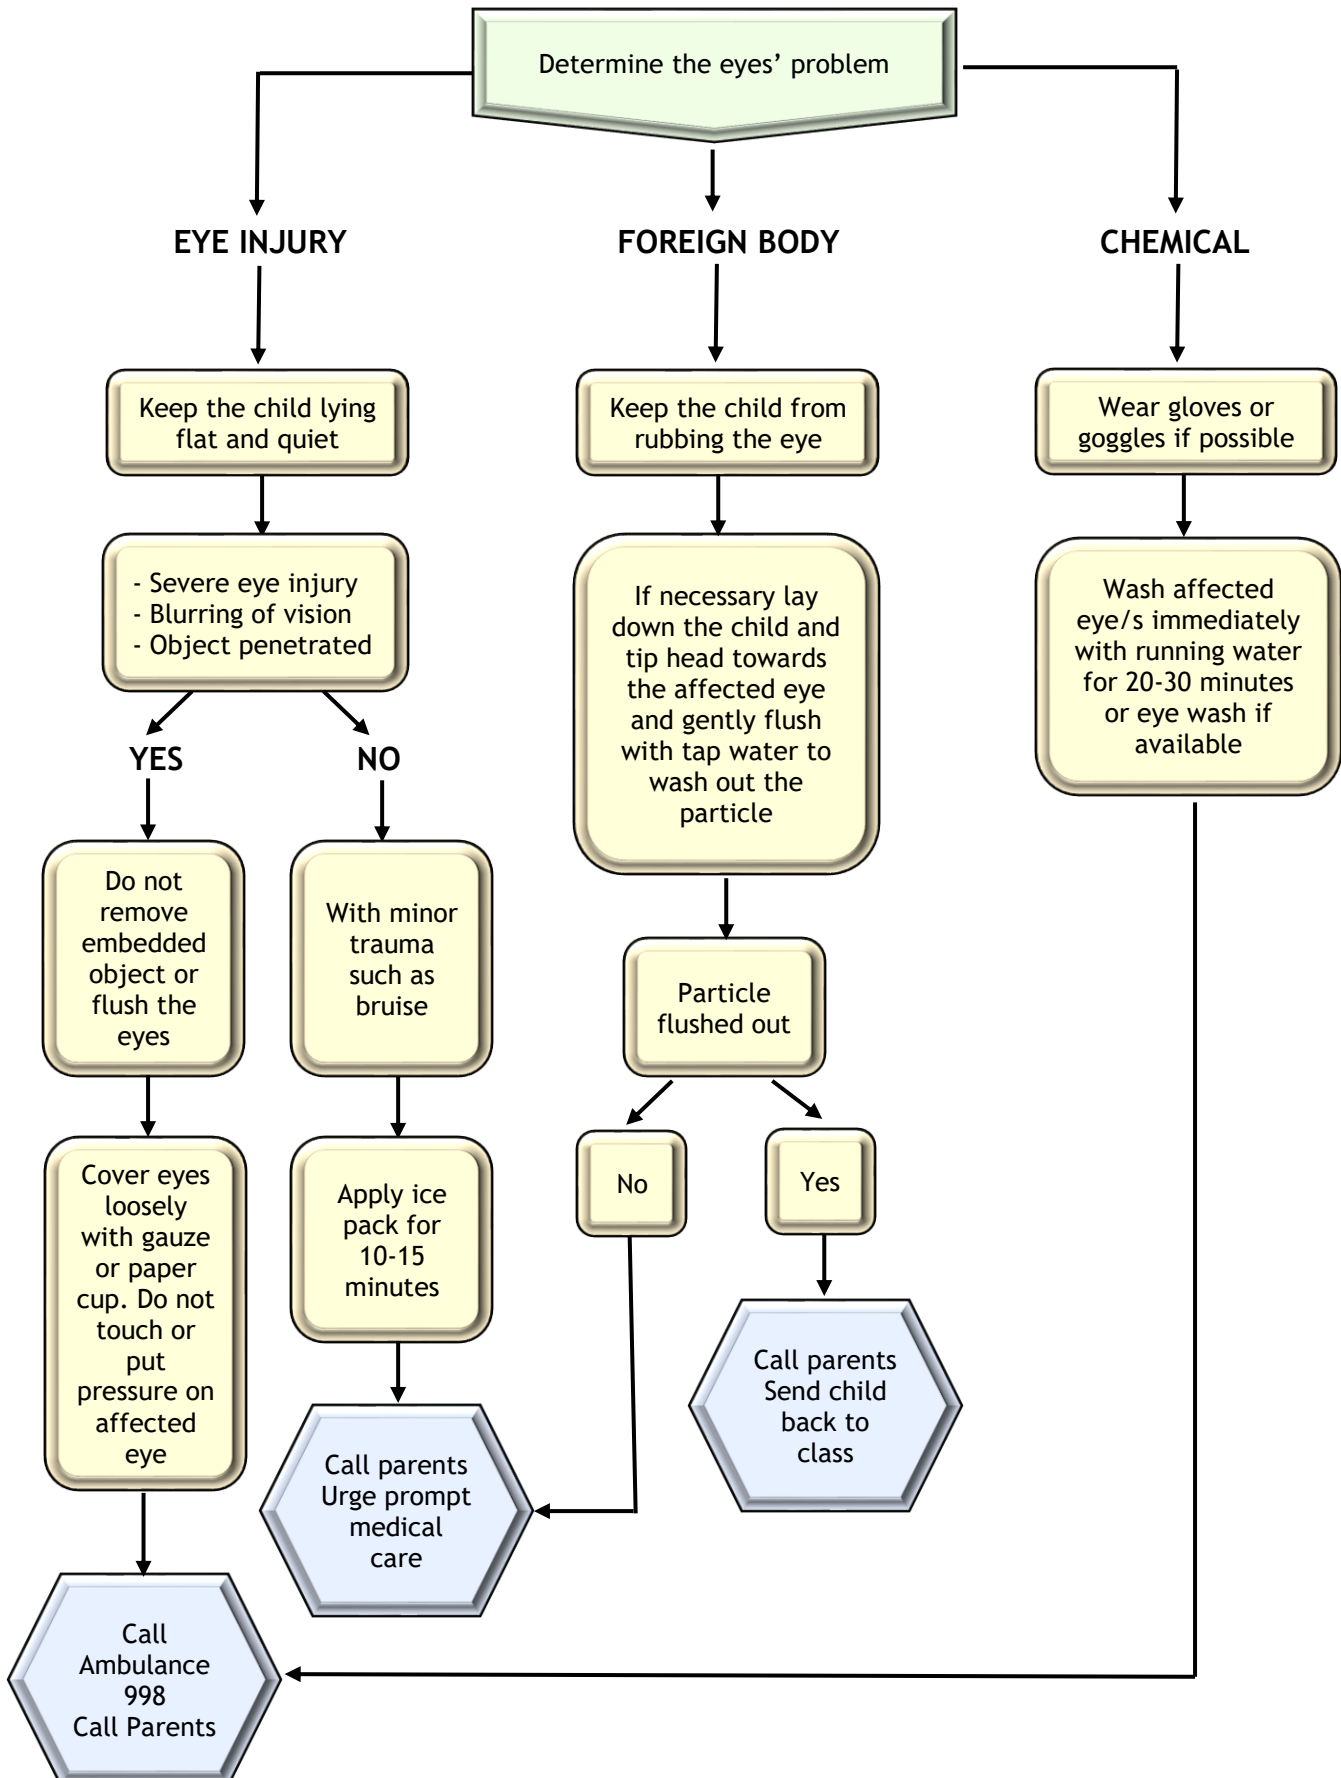 Determine the eyes’ problem
EYE INJURY
FOREIGN BODY
CHEMICAL
Keep the child lying
flat and quiet
Keep the child from
rubbing the eye
Wear gloves or
goggles if possible
- Severe eye injury
- Blurring of vision
- Object penetrated
If necessary lay
down the child and
tip head towards
the affected eye
and gently flush
with tap water to
wash out the
particle
Wash affected
eye/s immediately
with running water
for 20-30 minutes
or eye wash if
available
YES
NO
Do not
remove
embedded
object or
flush the
eyes
With minor
trauma
such as
bruise
Particle
flushed out
Cover eyes
loosely
with gauze
or paper
cup. Do not
touch or
put
pressure on
affected
eye
Apply ice
pack for
10-15
minutes
No
Yes
Call parents
Send child
back to
class
Call parents
Urge prompt
medical
care
Call
Ambulance
998
Call Parents